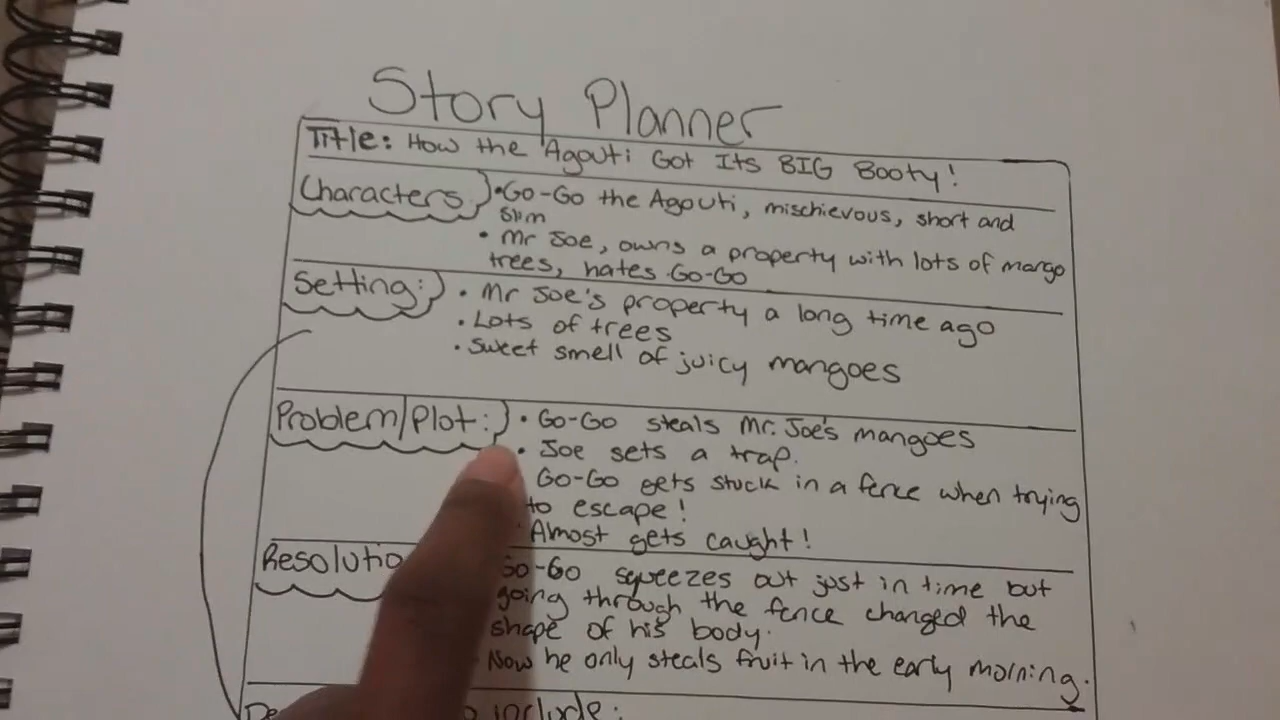 Story Planner
Title: How the Agouti Got Its BIG Booty!
Characters • Go-Go the Agouti, mischievous, short and
slim
• Mr Joe, owns a property with lots of mango
trees, hates Go-Go
Setting: • Mr Joe's property a long time ago
• Lots of trees
• Sweet smell of juicy mangoes
Problem/Plot: • Go-Go steals Mr. Joe's mangoes
• Joe sets a trap.
Go-Go gets stuck in a fence when trying
to escape!
Almost gets caught!
Resolutio Go-Go squeezes out just in time but
going through the fence changed the
shape of his body.
Now he only steals fruit in the early morning.
include: